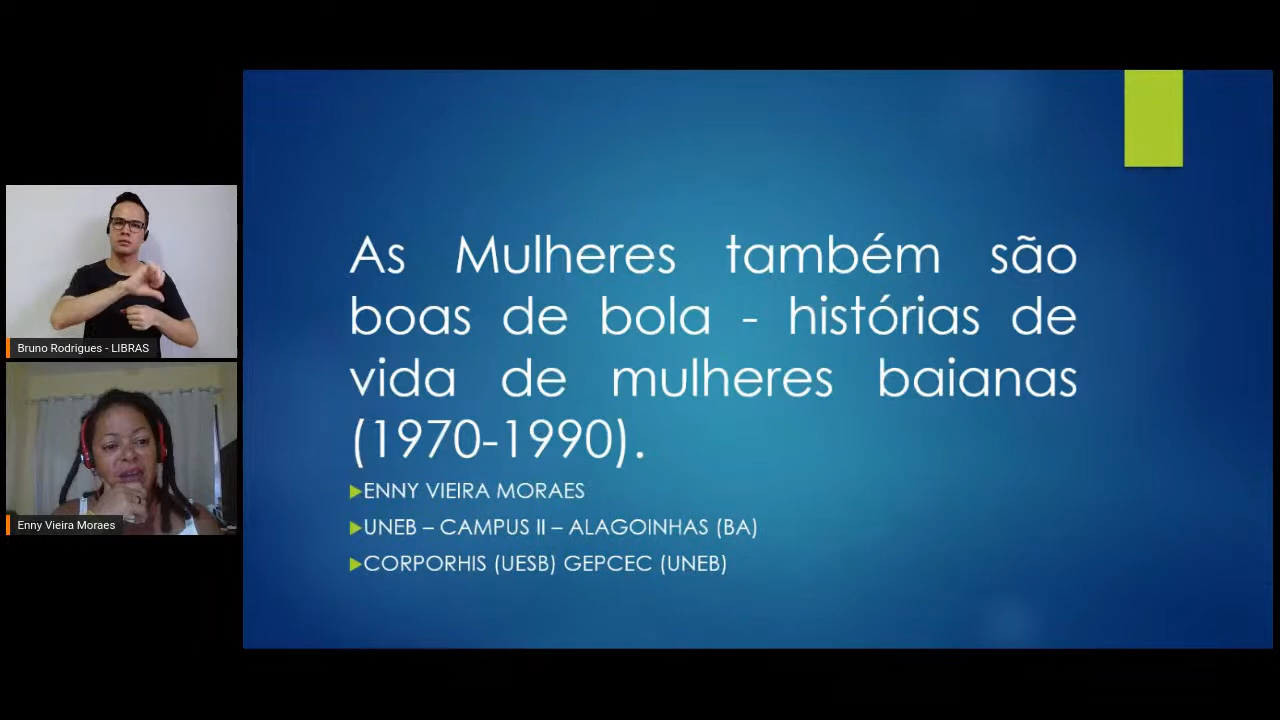 Bruno Rodrigues - LIBRAS
Enny Vieira Moraes
As Mulheres também são
boas de bola - histórias de
vida de mulheres baianas
(1970-1990).
ENNY VIEIRA MORAES
UNEB – CAMPUS II – ALAGOINHAS (BA)
CORPORHIS (UESB) GEPCEC (UNEB)